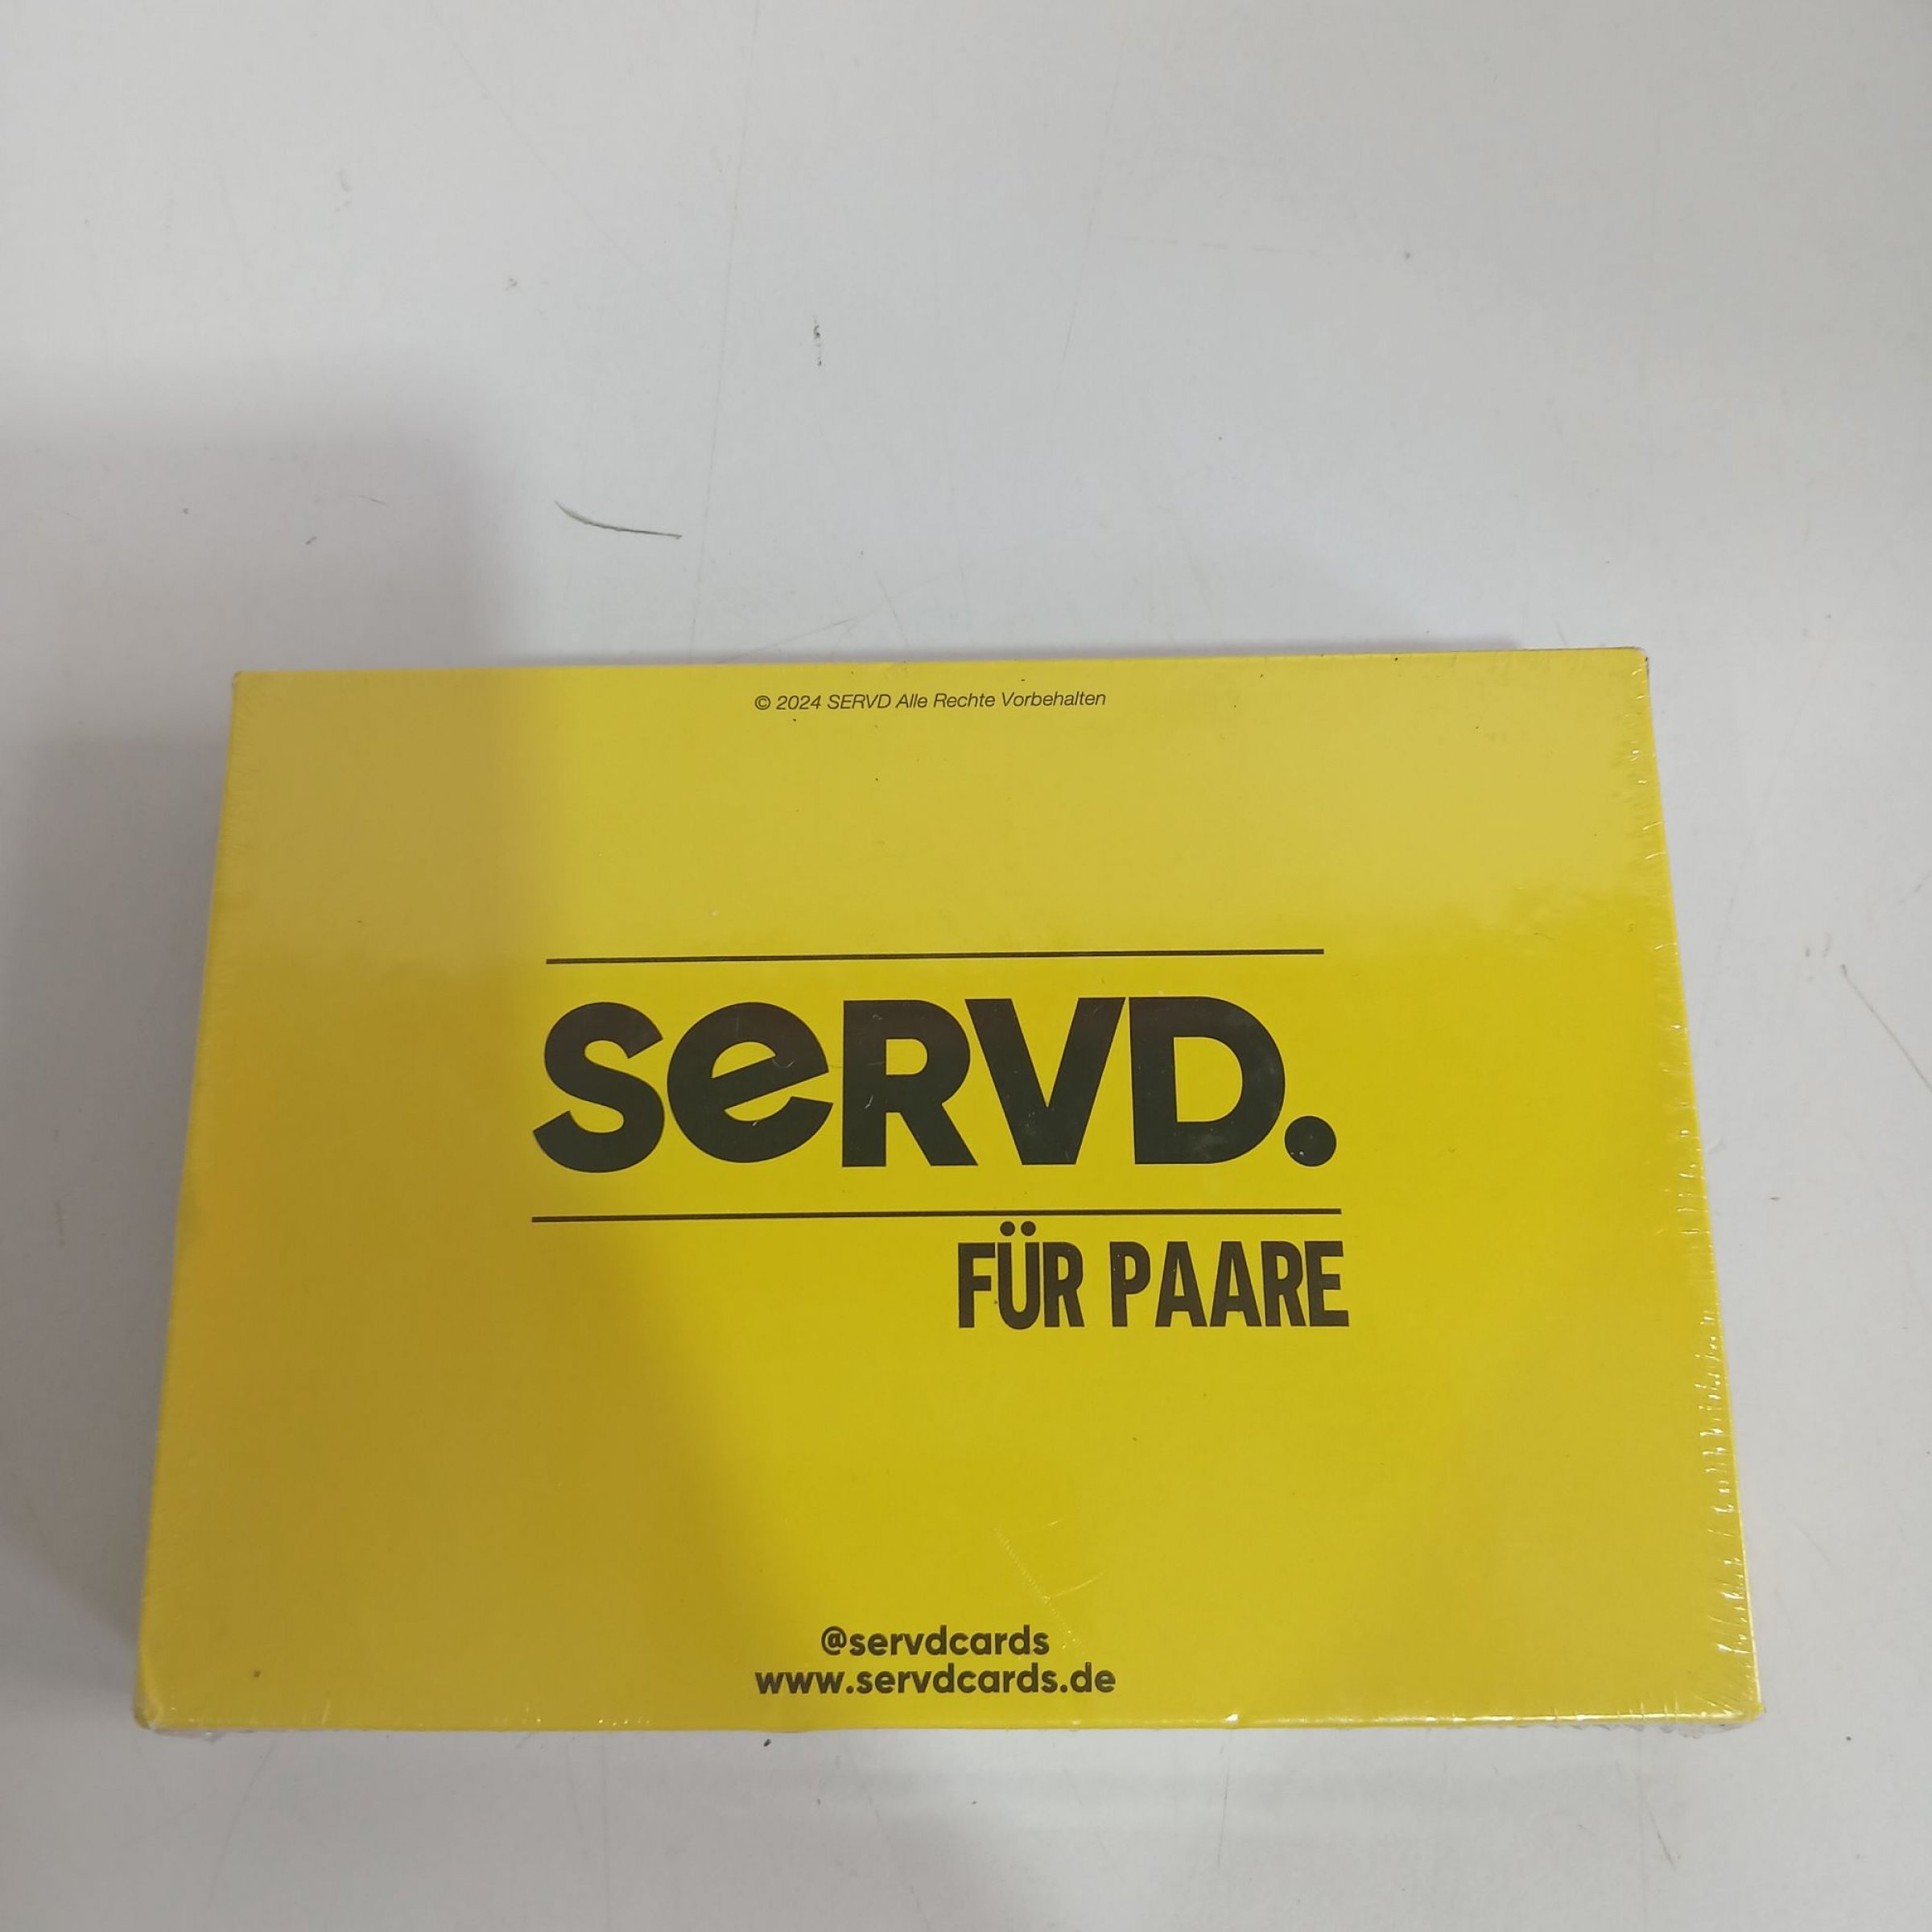 © 2024 SERVD Alle Rechte Vorbehalten
SeRVD.
FÜR PAARE
@servdcards
www.servdcards.de